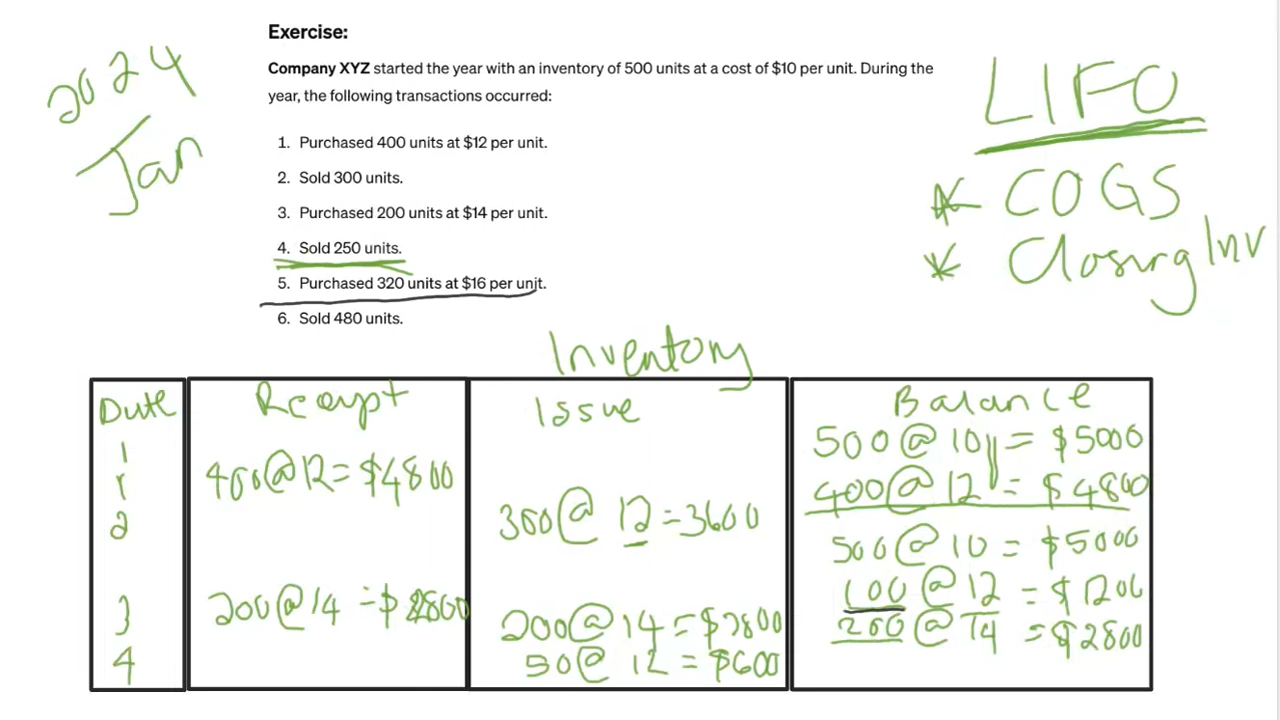 2024
Jan
Exercise:
Company XYZ started the year with an inventory of 500 units at a cost of $10 per unit. During the
year, the following transactions occurred:
1. Purchased 400 units at $12 per unit.
2. Sold 300 units.
3. Purchased 200 units at $14 per unit.
4. Sold 250 units.
5. Purchased 320 units at $16 per unit.
6. Sold 480 units.
LIFO
* COGS
* Closing Inv
Inventory
Date Receipt Issue Balance
1 500 @ 10 = $5000
1 400 @ 12 = $4800 400 @ 12 = $4800
2 300 @ 12 = 3600 500 @ 10 = $5000
100 @ 12 = $1200
3 200 @ 14 = $2800 200 @ 14 = $2800
4 200 @ 14 = $2800
50 @ 12 = $600